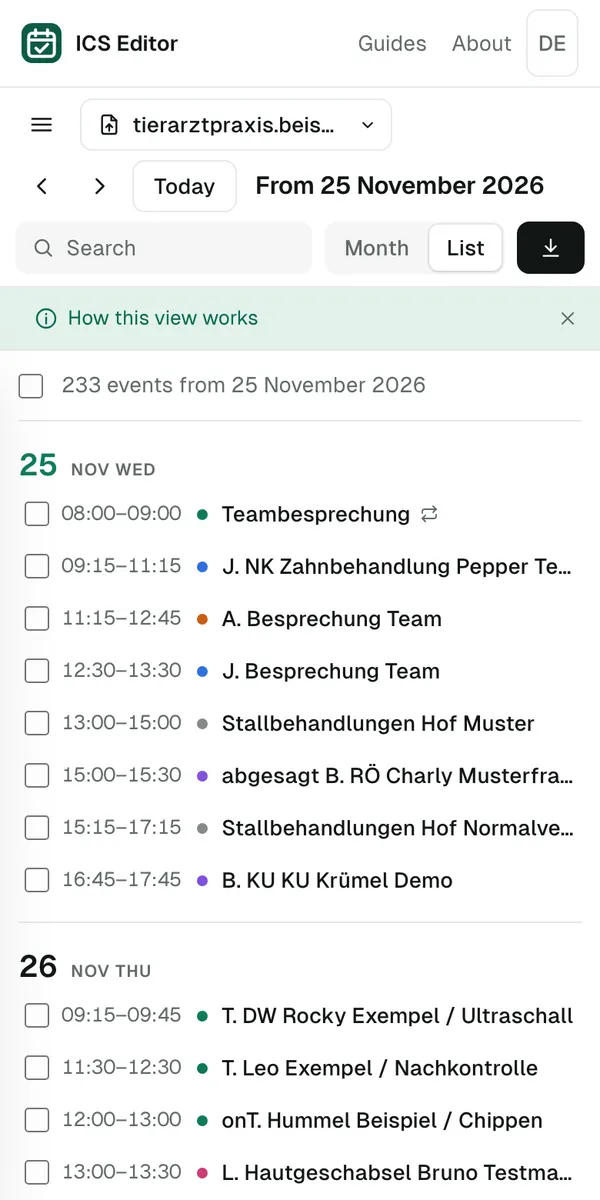 ICS Editor
Guides
About
DE
tierarztpraxis.beis...
Today
From 25 November 2026
Search
Month
List
How this view works
233 events from 25 November 2026
25 NOV WED
08:00–09:00 Teambesprechung
09:15–11:15 J. NK Zahnbehandlung Pepper Te...
11:15–12:45 A. Besprechung Team
12:30–13:30 J. Besprechung Team
13:00–15:00 Stallbehandlungen Hof Muster
15:00–15:30 abgesagt B. RÖ Charly Musterfra...
15:15–17:15 Stallbehandlungen Hof Normalve...
16:45–17:45 B. KU KU Krümel Demo
26 NOV THU
09:15–09:45 T. DW Rocky Exempel / Ultraschall
11:30–12:30 T. Leo Exempel / Nachkontrolle
12:00–13:00 onT. Hummel Beispiel / Chippen
13:00–13:30 L. Hautgeschabsel Bruno Testma...